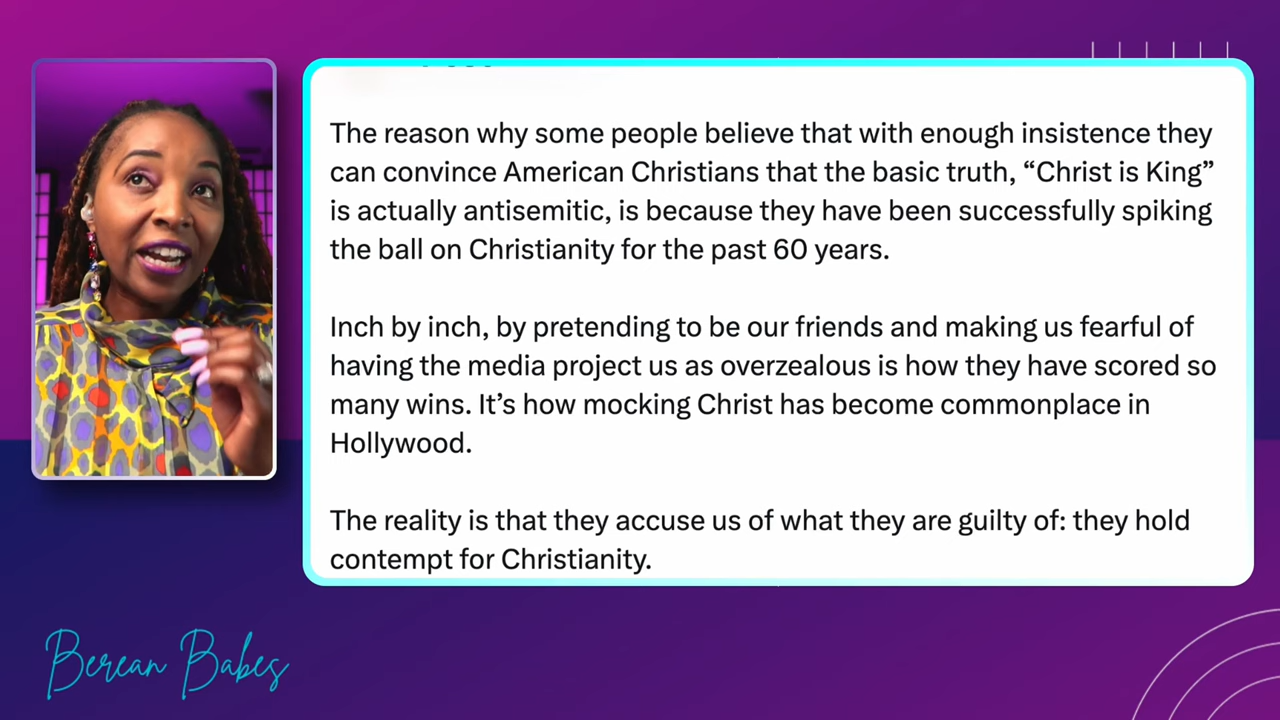 The reason why some people believe that with enough insistence they
can convince American Christians that the basic truth, “Christ is King”
is actually antisemitic, is because they have been successfully spiking
the ball on Christianity for the past 60 years.
Inch by inch, by pretending to be our friends and making us fearful of
having the media project us as overzealous is how they have scored so
many wins. It’s how mocking Christ has become commonplace in
Hollywood.
The reality is that they accuse us of what they are guilty of: they hold
contempt for Christianity.
Berean Babes